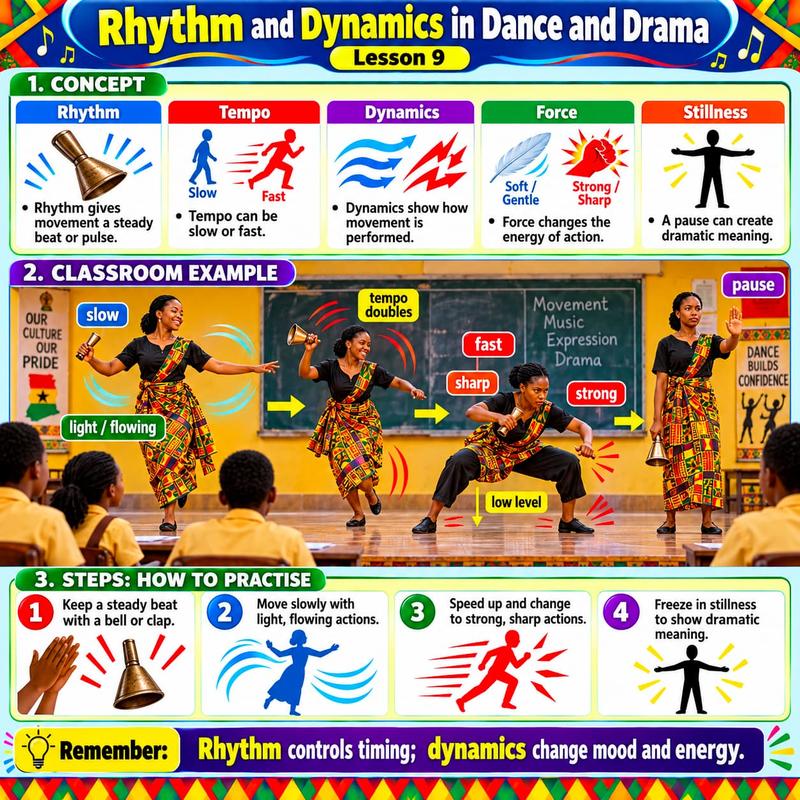 Rhythm and Dynamics in Dance and Drama
Lesson 9
1. CONCEPT
Rhythm
• Rhythm gives
movement a steady
beat or pulse.
Tempo
Slow
Fast
• Tempo can be
slow or fast.
Dynamics
• Dynamics show how
movement is
performed.
Force
Soft /
Gentle
Strong /
Sharp
• Force changes the
energy of action.
Stillness
• A pause can create
dramatic meaning.
2. CLASSROOM EXAMPLE
OUR
CULTURE
OUR
PRIDE
slow
light / flowing
tempo
doubles
fast
sharp
strong
low level
Movement
Music
Expression
Drama
pause
DANCE
BUILDS
CONFIDENCE
3. STEPS: HOW TO PRACTISE
1
Keep a steady beat
with a bell or clap.
2
Move slowly with
light, flowing actions.
3
Speed up and change
to strong, sharp actions.
4
Freeze in stillness
to show dramatic
meaning.
Remember:
Rhythm controls timing; dynamics change mood and energy.